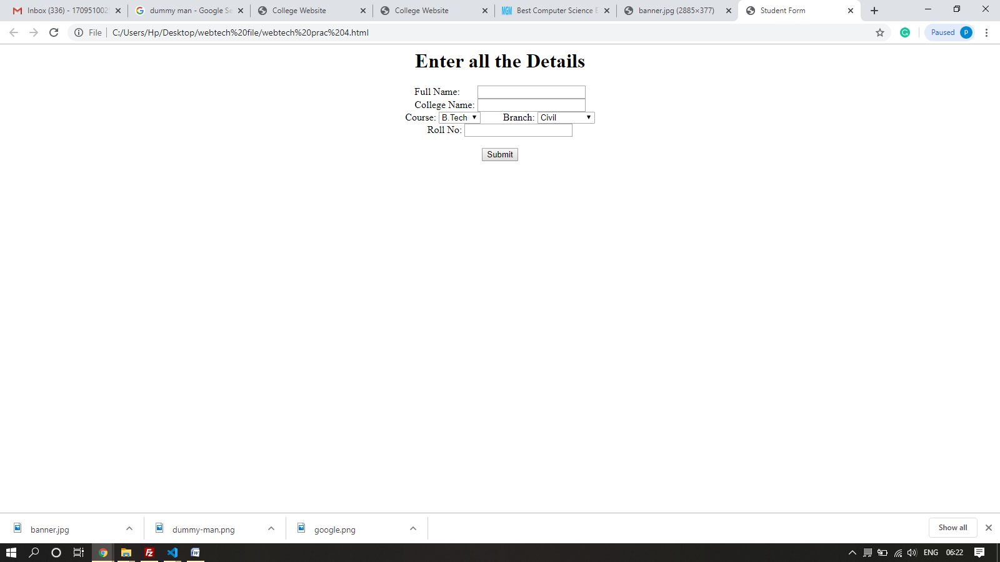 Inbox (336) - 1709510025
dummy man - Google Se
College Website
College Website
MGM Best Computer Science E
banner.jpg (2885×377)
Student Form
File C:/Users/Hp/Desktop/webtech%20file/webtech%20prac%204.html
Paused P
Enter all the Details
Full Name:
College Name:
Course: B.Tech Branch: Civil
Roll No:
Submit
banner.jpg
dummy-man.png
google.png
Show all
ENG 06:22